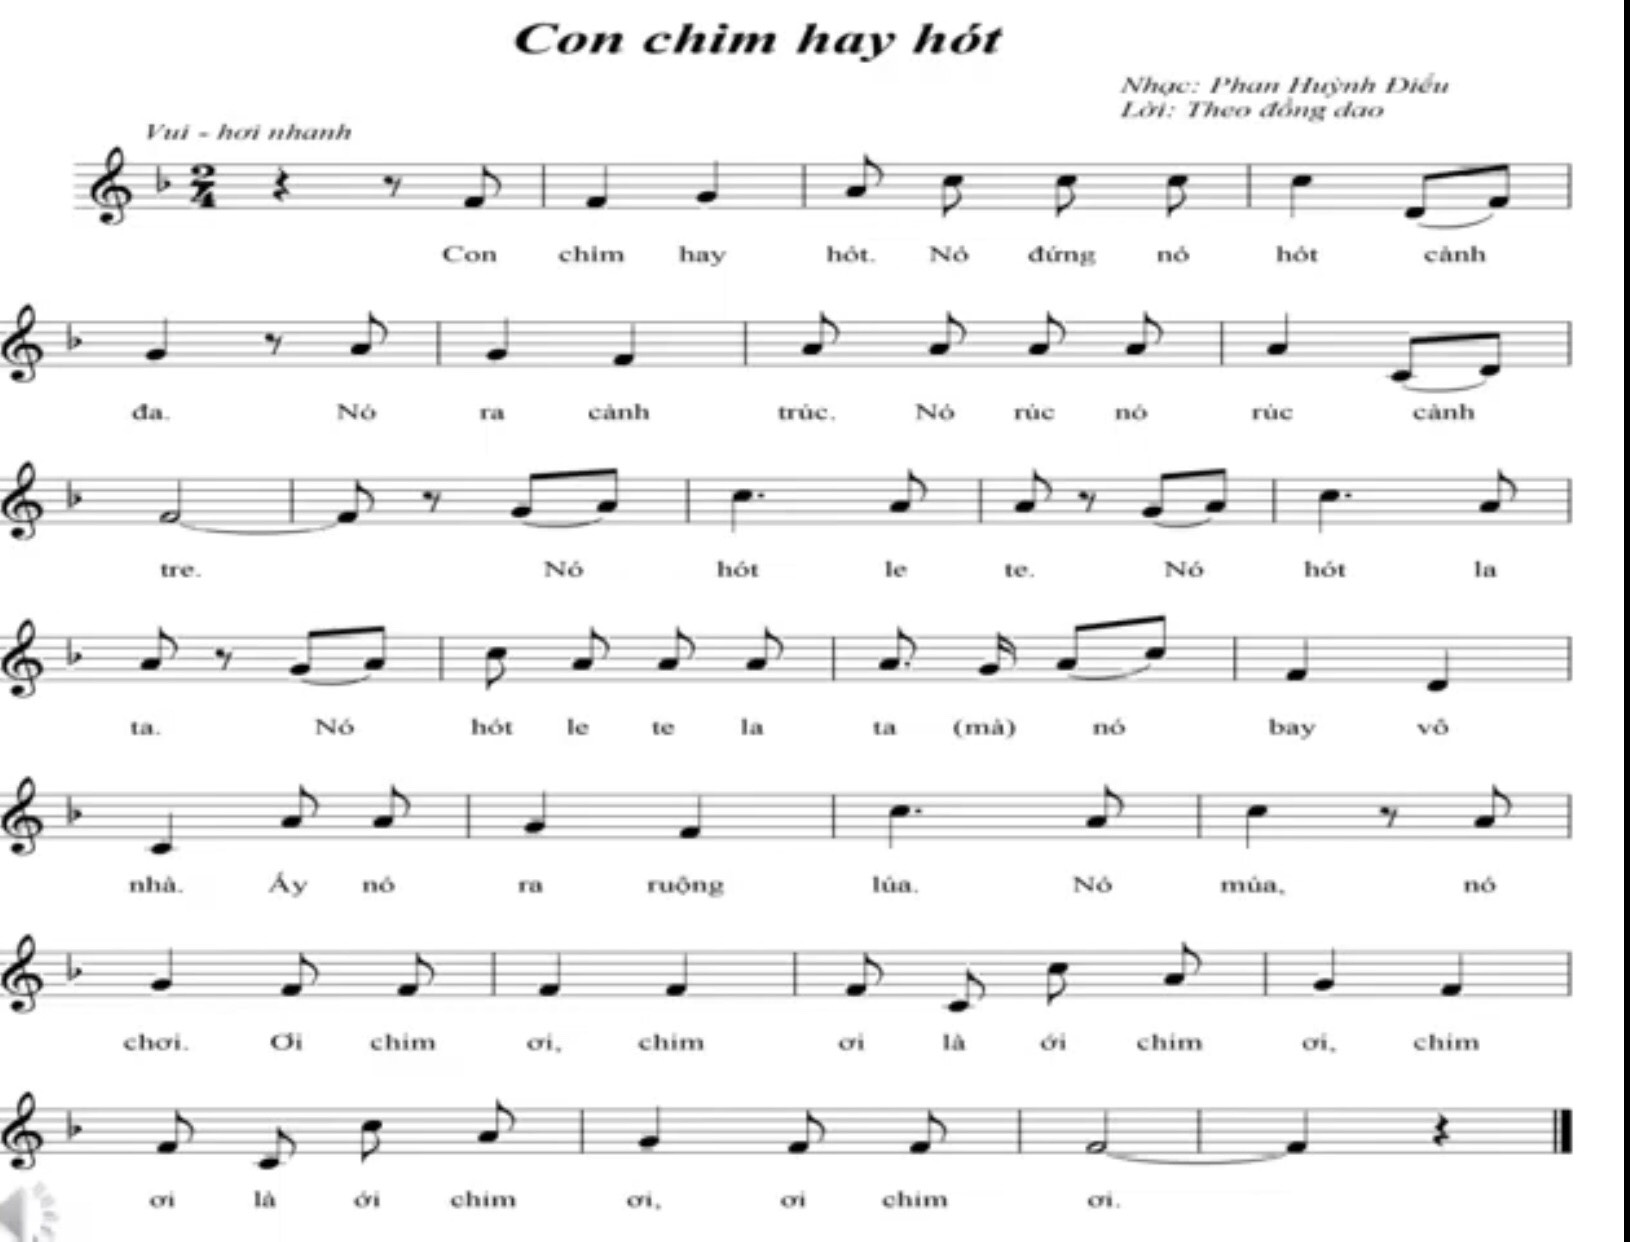 Con chim hay hót
Nhạc: Phan Huỳnh Điểu
Lời: Theo đồng dao
Vui - hơi nhanh
2
4
Con chim hay hót. Nó đứng nó hót cành
đa. Nó ra cành trúc. Nó rúc nó rúc cành
tre. Nó hót le te. Nó hót la
ta. Nó hót le te la ta (mà) nó bay vô
nhà. Ấy nó ra ruộng lúa. Nó múa, nó
chơi. Ơi chim ơi, chim ơi là ới chim ơi, chim
ơi là ới chim ơi, ơi chim ơi.